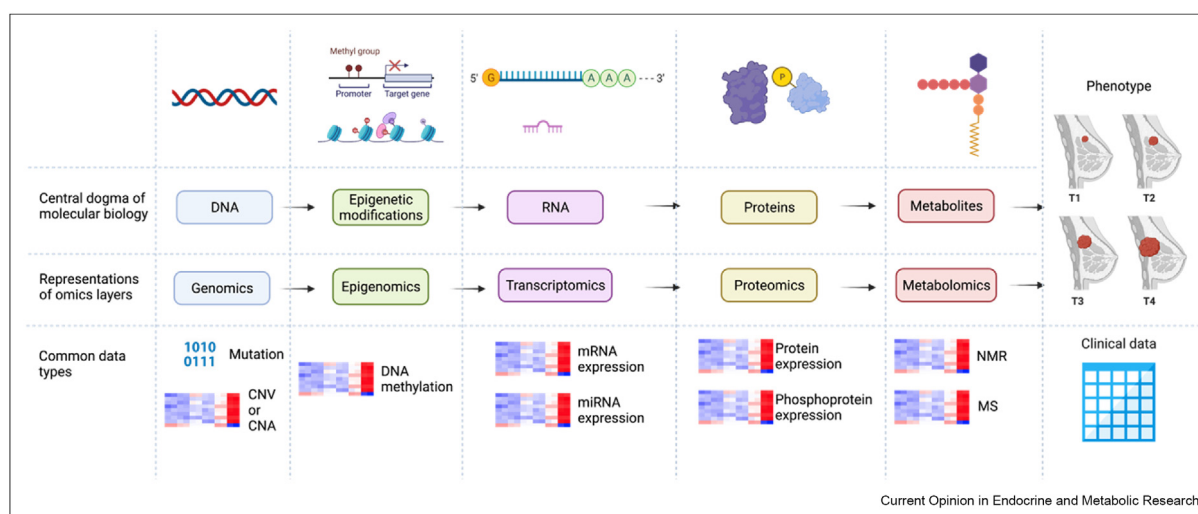 Methyl group
Promoter
Target gene
5'
G
A
A
A
3'
P
Phenotype
T1
T2
T3
T4
Central dogma of
molecular biology
DNA
Epigenetic
modifications
RNA
Proteins
Metabolites
Representations
of omics layers
Genomics
Epigenomics
Transcriptomics
Proteomics
Metabolomics
Common data
types
1010
0111
Mutation
CNV
or
CNA
DNA
methylation
mRNA
expression
miRNA
expression
Protein
expression
Phosphoprotein
expression
NMR
MS
Clinical data
Current Opinion in Endocrine and Metabolic Research